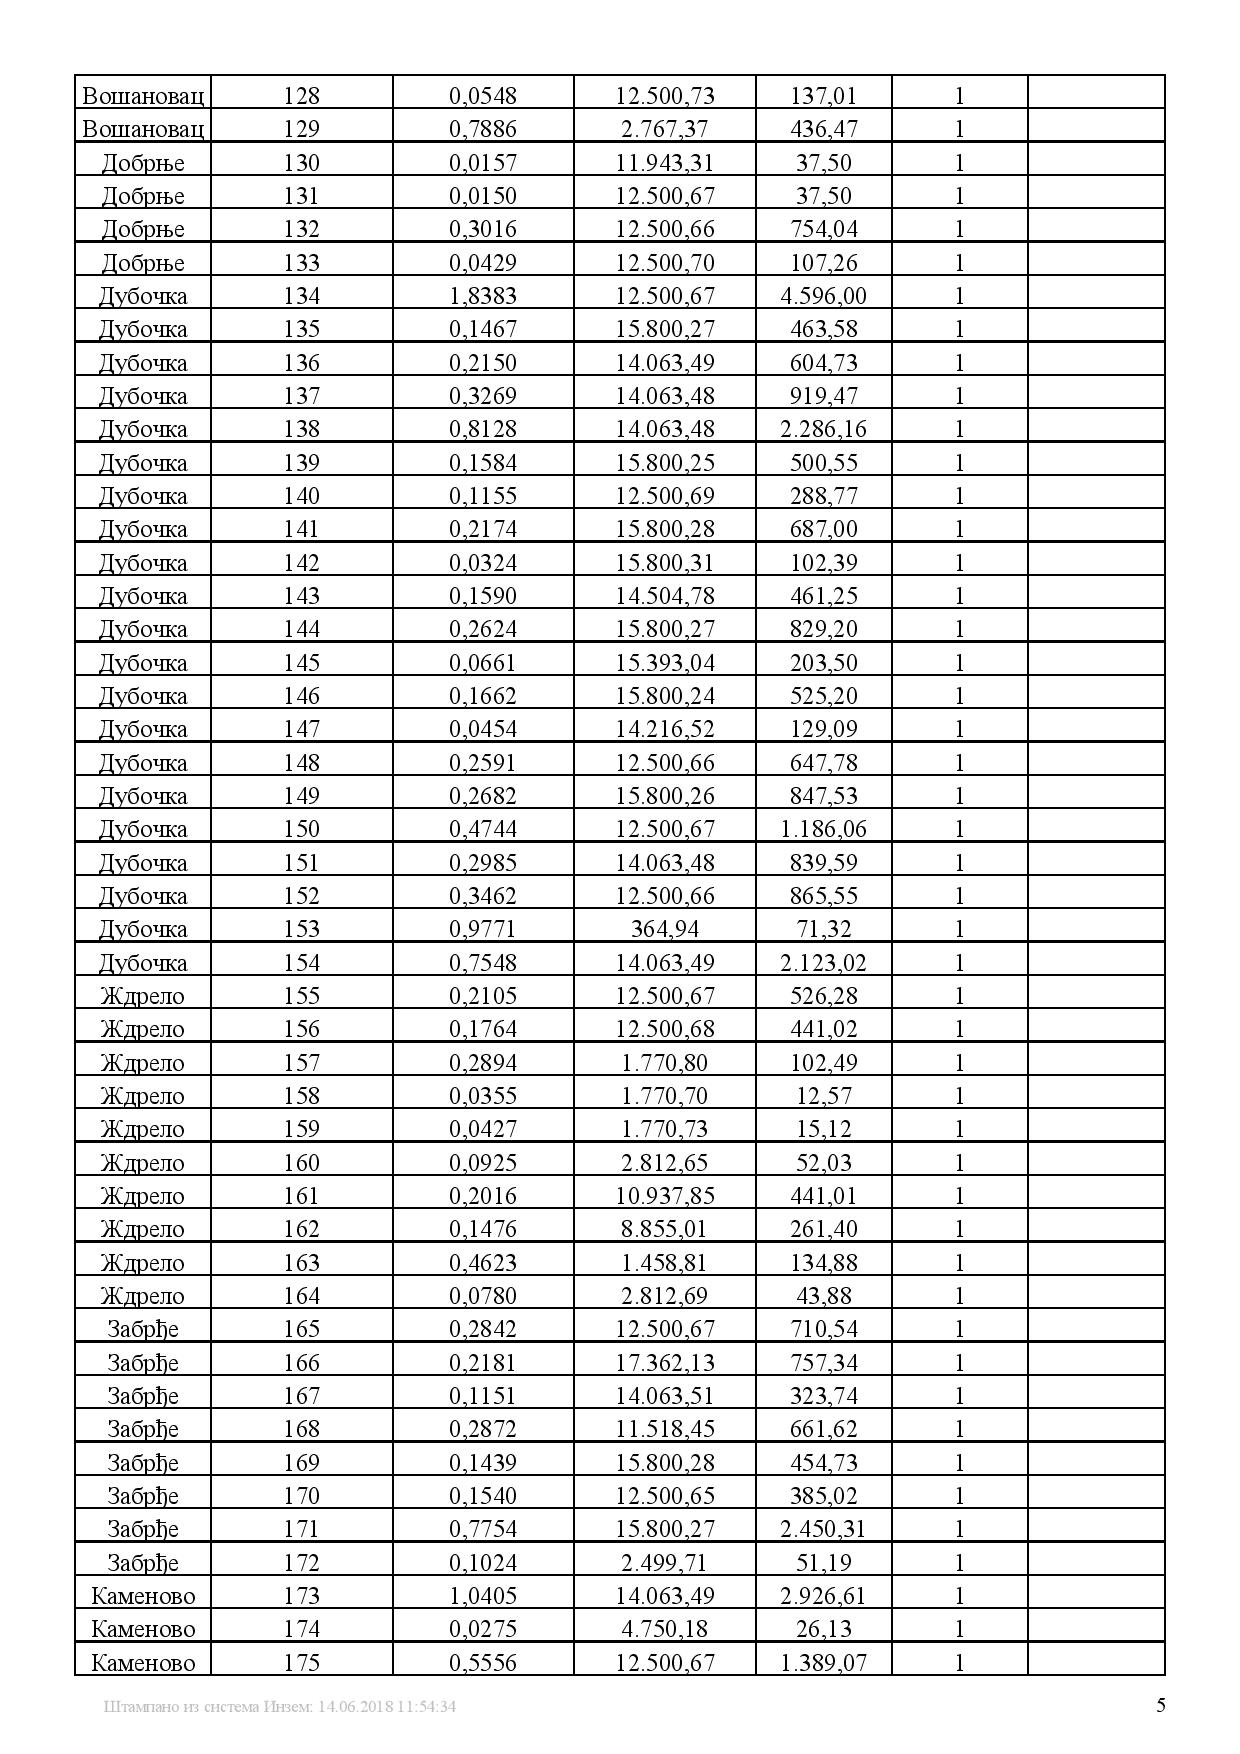 Вошановац 128 0,0548 12.500,73 137,01 1
Вошановац 129 0,7886 2.767,37 436,47 1
Добрње 130 0,0157 11.943,31 37,50 1
Добрње 131 0,0150 12.500,67 37,50 1
Добрње 132 0,3016 12.500,66 754,04 1
Добрње 133 0,0429 12.500,70 107,26 1
Дубочка 134 1,8383 12.500,67 4.596,00 1
Дубочка 135 0,1467 15.800,27 463,58 1
Дубочка 136 0,2150 14.063,49 604,73 1
Дубочка 137 0,3269 14.063,48 919,47 1
Дубочка 138 0,8128 14.063,48 2.286,16 1
Дубочка 139 0,1584 15.800,25 500,55 1
Дубочка 140 0,1155 12.500,69 288,77 1
Дубочка 141 0,2174 15.800,28 687,00 1
Дубочка 142 0,0324 15.800,31 102,39 1
Дубочка 143 0,1590 14.504,78 461,25 1
Дубочка 144 0,2624 15.800,27 829,20 1
Дубочка 145 0,0661 15.393,04 203,50 1
Дубочка 146 0,1662 15.800,24 525,20 1
Дубочка 147 0,0454 14.216,52 129,09 1
Дубочка 148 0,2591 12.500,66 647,78 1
Дубочка 149 0,2682 15.800,26 847,53 1
Дубочка 150 0,4744 12.500,67 1.186,06 1
Дубочка 151 0,2985 14.063,48 839,59 1
Дубочка 152 0,3462 12.500,66 865,55 1
Дубочка 153 0,9771 364,94 71,32 1
Дубочка 154 0,7548 14.063,49 2.123,02 1
Ждрело 155 0,2105 12.500,67 526,28 1
Ждрело 156 0,1764 12.500,68 441,02 1
Ждрело 157 0,2894 1.770,80 102,49 1
Ждрело 158 0,0355 1.770,70 12,57 1
Ждрело 159 0,0427 1.770,73 15,12 1
Ждрело 160 0,0925 2.812,65 52,03 1
Ждрело 161 0,2016 10.937,85 441,01 1
Ждрело 162 0,1476 8.855,01 261,40 1
Ждрело 163 0,4623 1.458,81 134,88 1
Ждрело 164 0,0780 2.812,69 43,88 1
Забрђе 165 0,2842 12.500,67 710,54 1
Забрђе 166 0,2181 17.362,13 757,34 1
Забрђе 167 0,1151 14.063,51 323,74 1
Забрђе 168 0,2872 11.518,45 661,62 1
Забрђе 169 0,1439 15.800,28 454,73 1
Забрђе 170 0,1540 12.500,65 385,02 1
Забрђе 171 0,7754 15.800,27 2.450,31 1
Забрђе 172 0,1024 2.499,71 51,19 1
Каменово 173 1,0405 14.063,49 2.926,61 1
Каменово 174 0,0275 4.750,18 26,13 1
Каменово 175 0,5556 12.500,67 1.389,07 1
Штампано из система Инзем: 14.06.2018 11:54:34 5